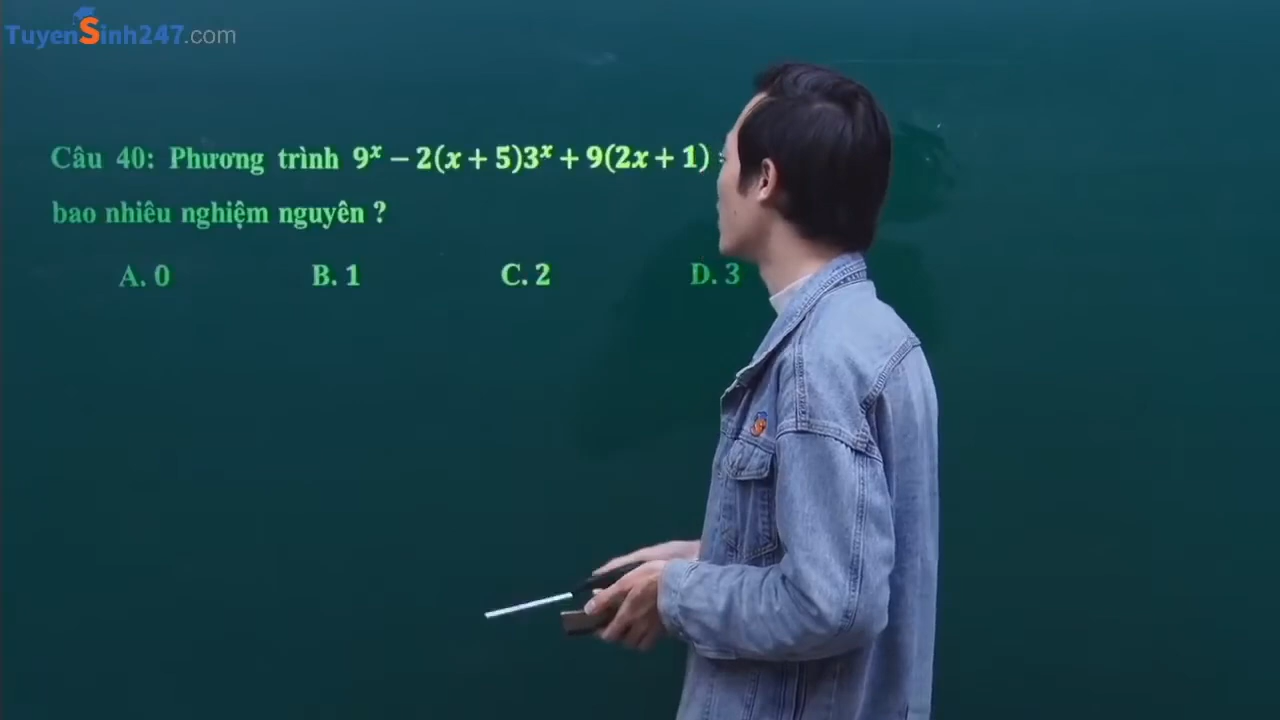 TuyenSinh247.com
Câu 40: Phương trình 9^x − 2(x + 5)3^x + 9(2x + 1)
bao nhiêu nghiệm nguyên ?
A. 0 B. 1 C. 2 D. 3